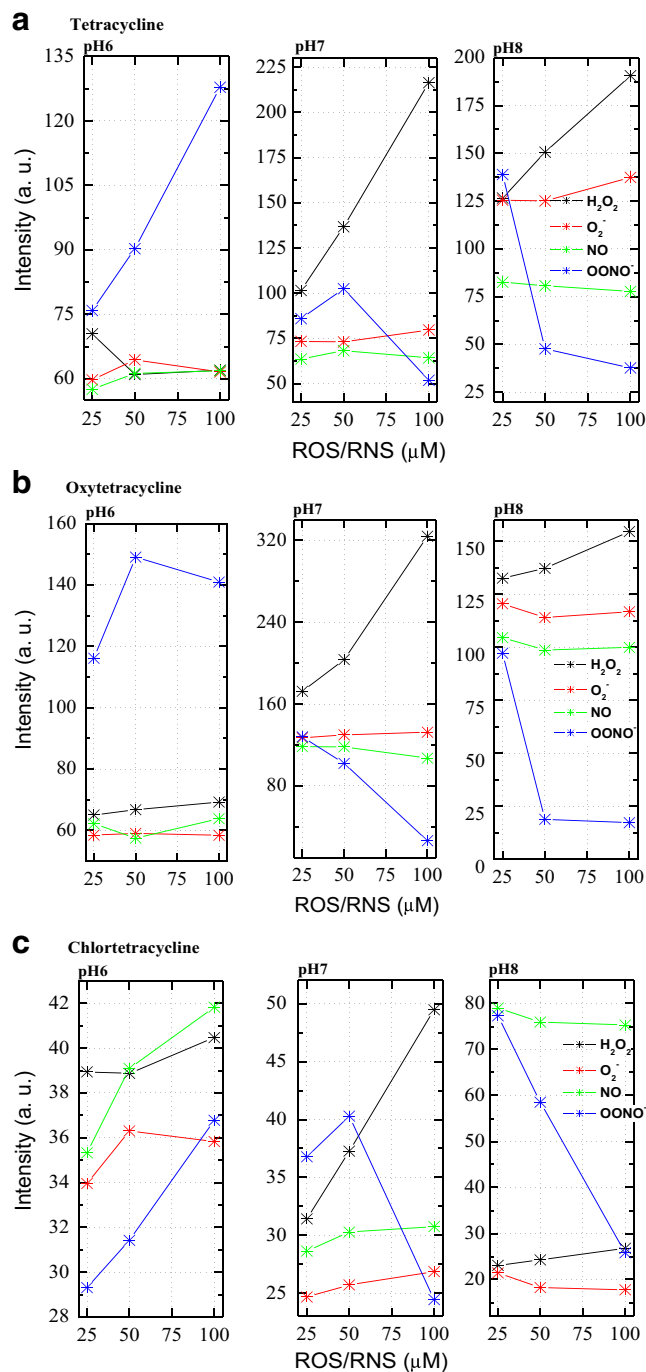 a Tetracycline
pH6 pH7 pH8
135
120
105
90
75
60
225
200
175
150
125
100
75
50
200
175
150
125
100
75
50
25
Intensity (a. u.)
H₂O₂
O₂⁻
NO
OONO⁻
25 50 75 100 25 50 75 100 25 50 75 100
ROS/RNS (μM)
b Oxytetracycline
pH6 pH7 pH8
160
140
120
100
80
60
320
240
160
80
150
125
100
75
50
25
0
Intensity (a. u.)
H₂O₂
O₂⁻
NO
OONO⁻
25 50 75 100 25 50 75 100 25 50 75 100
ROS/RNS (μM)
c Chlortetracycline
pH6 pH7 pH8
42
40
38
36
34
32
30
28
50
45
40
35
30
25
80
70
60
50
40
30
20
Intensity (a. u.)
H₂O₂
O₂⁻
NO
OONO⁻
25 50 75 100 25 50 75 100 25 50 75 100
ROS/RNS (μM)